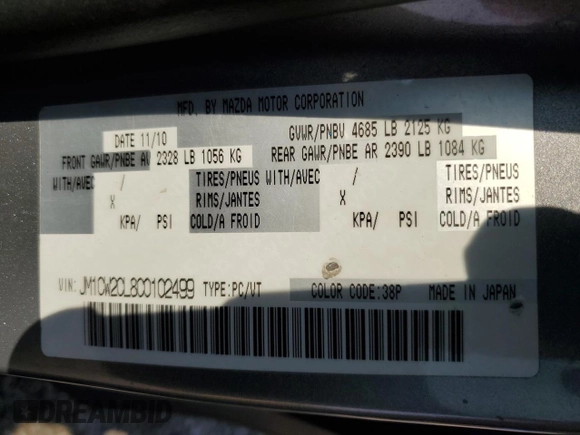 MFD. BY MAZDA MOTOR CORPORATION
DATE 11/10 GVWR/PNBV 4685 LB 2125 KG
FRONT GAWR/PNBE AV 2328 LB 1056 KG REAR GAWR/PNBE AR 2390 LB 1084 KG
WITH/AVEC / TIRES/PNEUS WITH/AVEC / TIRES/PNEUS
X RIMS/JANTES X RIMS/JANTES
KPA/ PSI COLD/A FROID KPA/ PSI COLD/A FROID
VIN: JM1CW2CL8C0102499 TYPE:PC/VT COLOR CODE:38P MADE IN JAPAN
DREAMBID